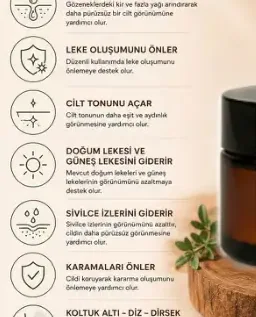 Gözeneklerdeki kir ve fazla yağı arındırarak
daha pürüzsüz bir cilt görünümüne
yardımcı olur.
LEKE OLUŞUMUNU ÖNLER
Düzenli kullanımda leke oluşumunu
önlemeye destek olur.
CİLT TONUNU AÇAR
Cilt tonunun daha eşit ve aydınlık
görünmesine yardımcı olur.
DOĞUM LEKESİ VE
GÜNEŞ LEKESİNİ GİDERİR
Mevcut doğum lekeleri ve güneş
lekelerinin görünümünü azaltmaya
destek olur.
SİVİLCE İZLERİNİ GİDERİR
Sivilce izlerinin görünümünü azaltır,
cildin daha pürüzsüz görünmesine
yardımcı olur.
KARAMALARI ÖNLER
Cildi koruyarak kararma oluşumunu
önlemeye yardımcı olur.
KOLTUK ALTI - DİZ - DİRSEK